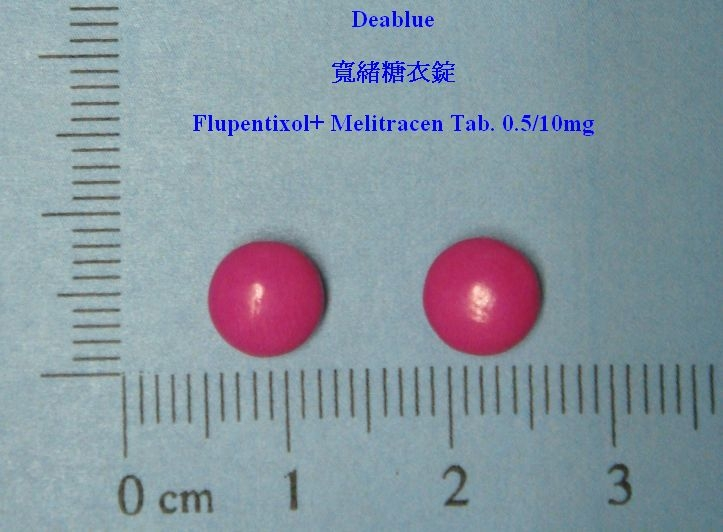 Deablue
寬緒糖衣錠
Flupentixol+ Melitracen Tab. 0.5/10mg
0 cm 1 2 3